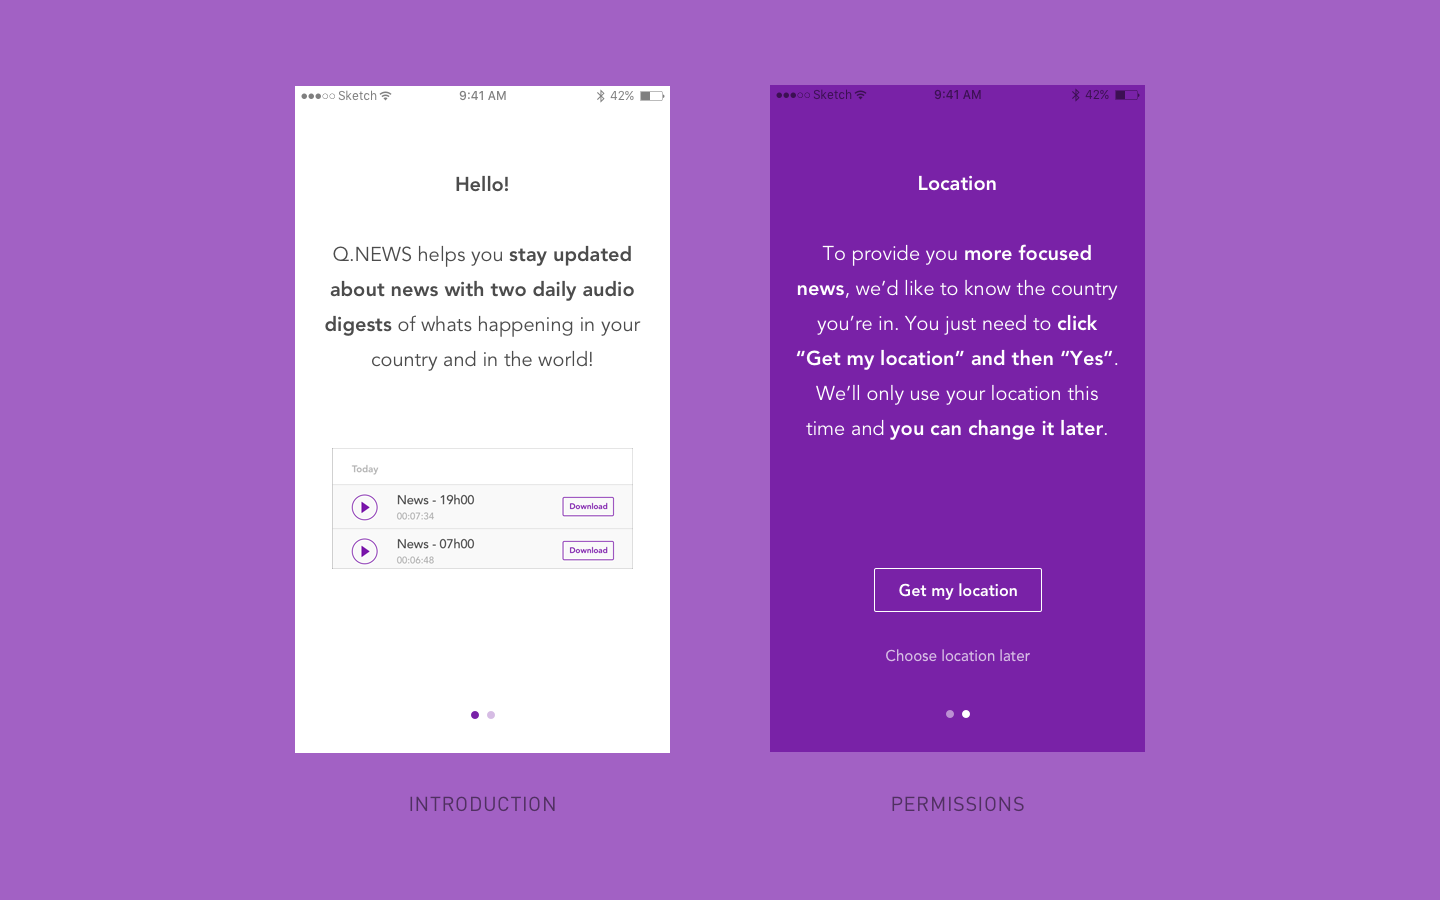 Sketch 9:41 AM 42%
Hello!
Q.NEWS helps you stay updated
about news with two daily audio
digests of whats happening in your
country and in the world!
Today
News - 19h00
00:07:34
Download
News - 07h00
00:06:48
Download
INTRODUCTION
Sketch 9:41 AM 42%
Location
To provide you more focused
news, we’d like to know the country
you’re in. You just need to click
“Get my location” and then “Yes”.
We’ll only use your location this
time and you can change it later.
Get my location
Choose location later
PERMISSIONS